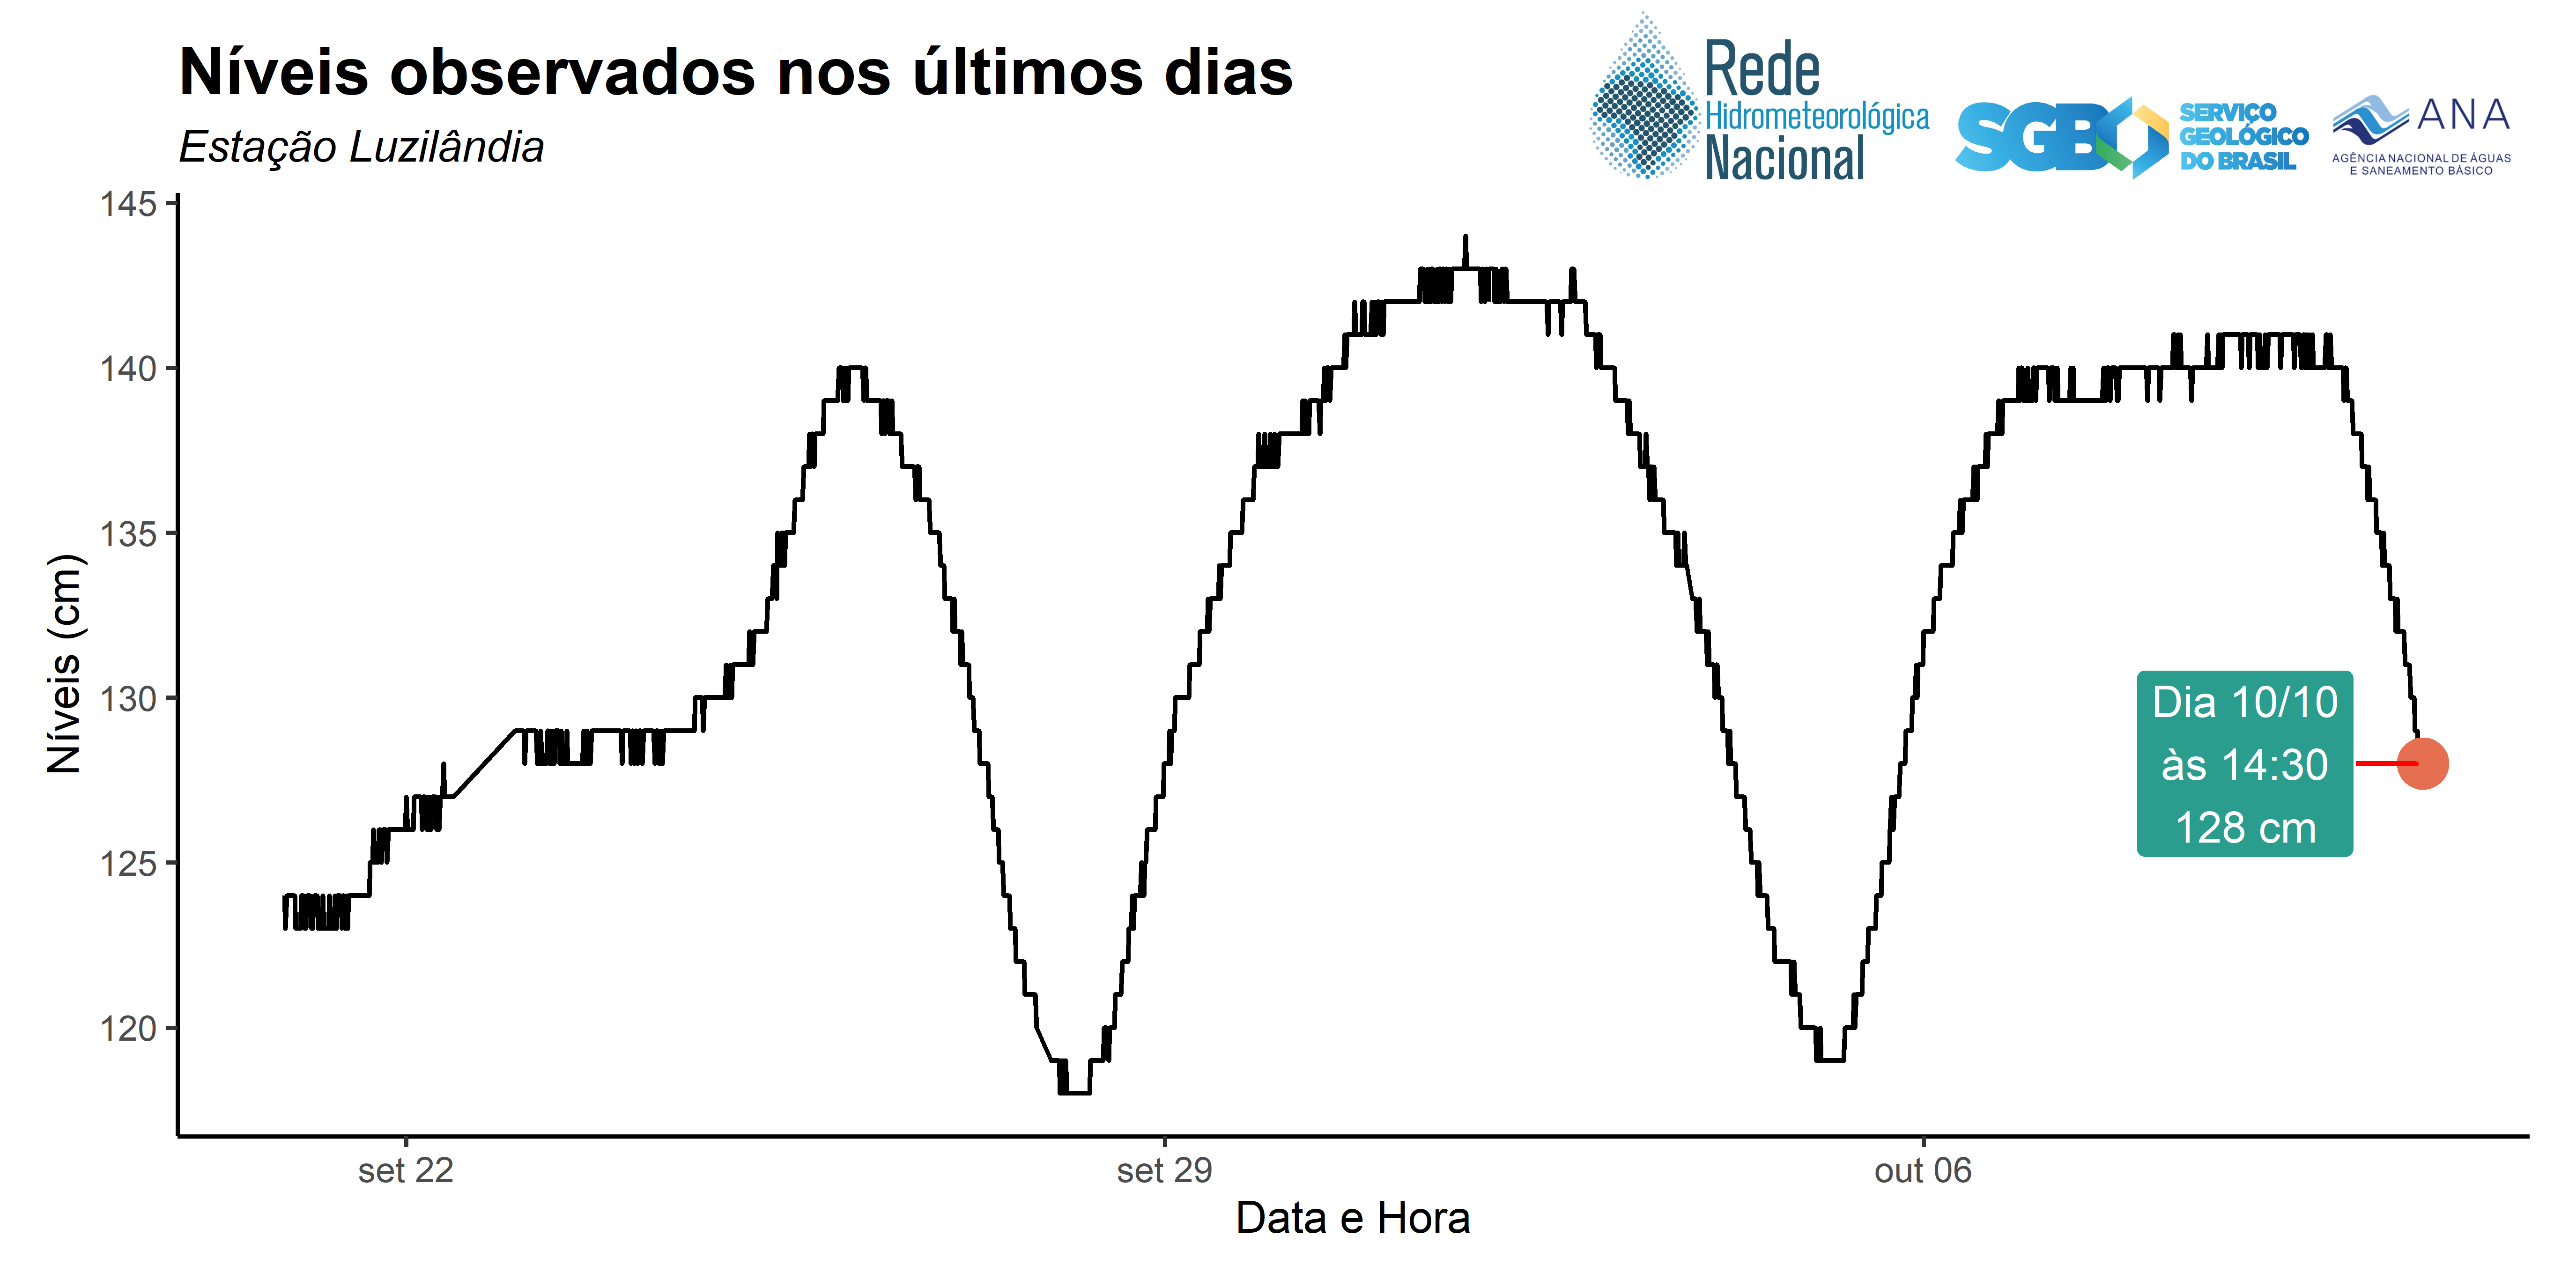 Níveis observados nos últimos dias
Estação Luzilândia
Rede
Hidrometeorológica
Nacional
SGB
SERVIÇO
GEOLÓGICO
DO BRASIL
ANA
AGÊNCIA NACIONAL DE ÁGUAS
E SANEAMENTO BÁSICO
145
140
135
130
125
120
Níveis (cm)
Dia 10/10
às 14:30
128 cm
set 22
set 29
out 06
Data e Hora